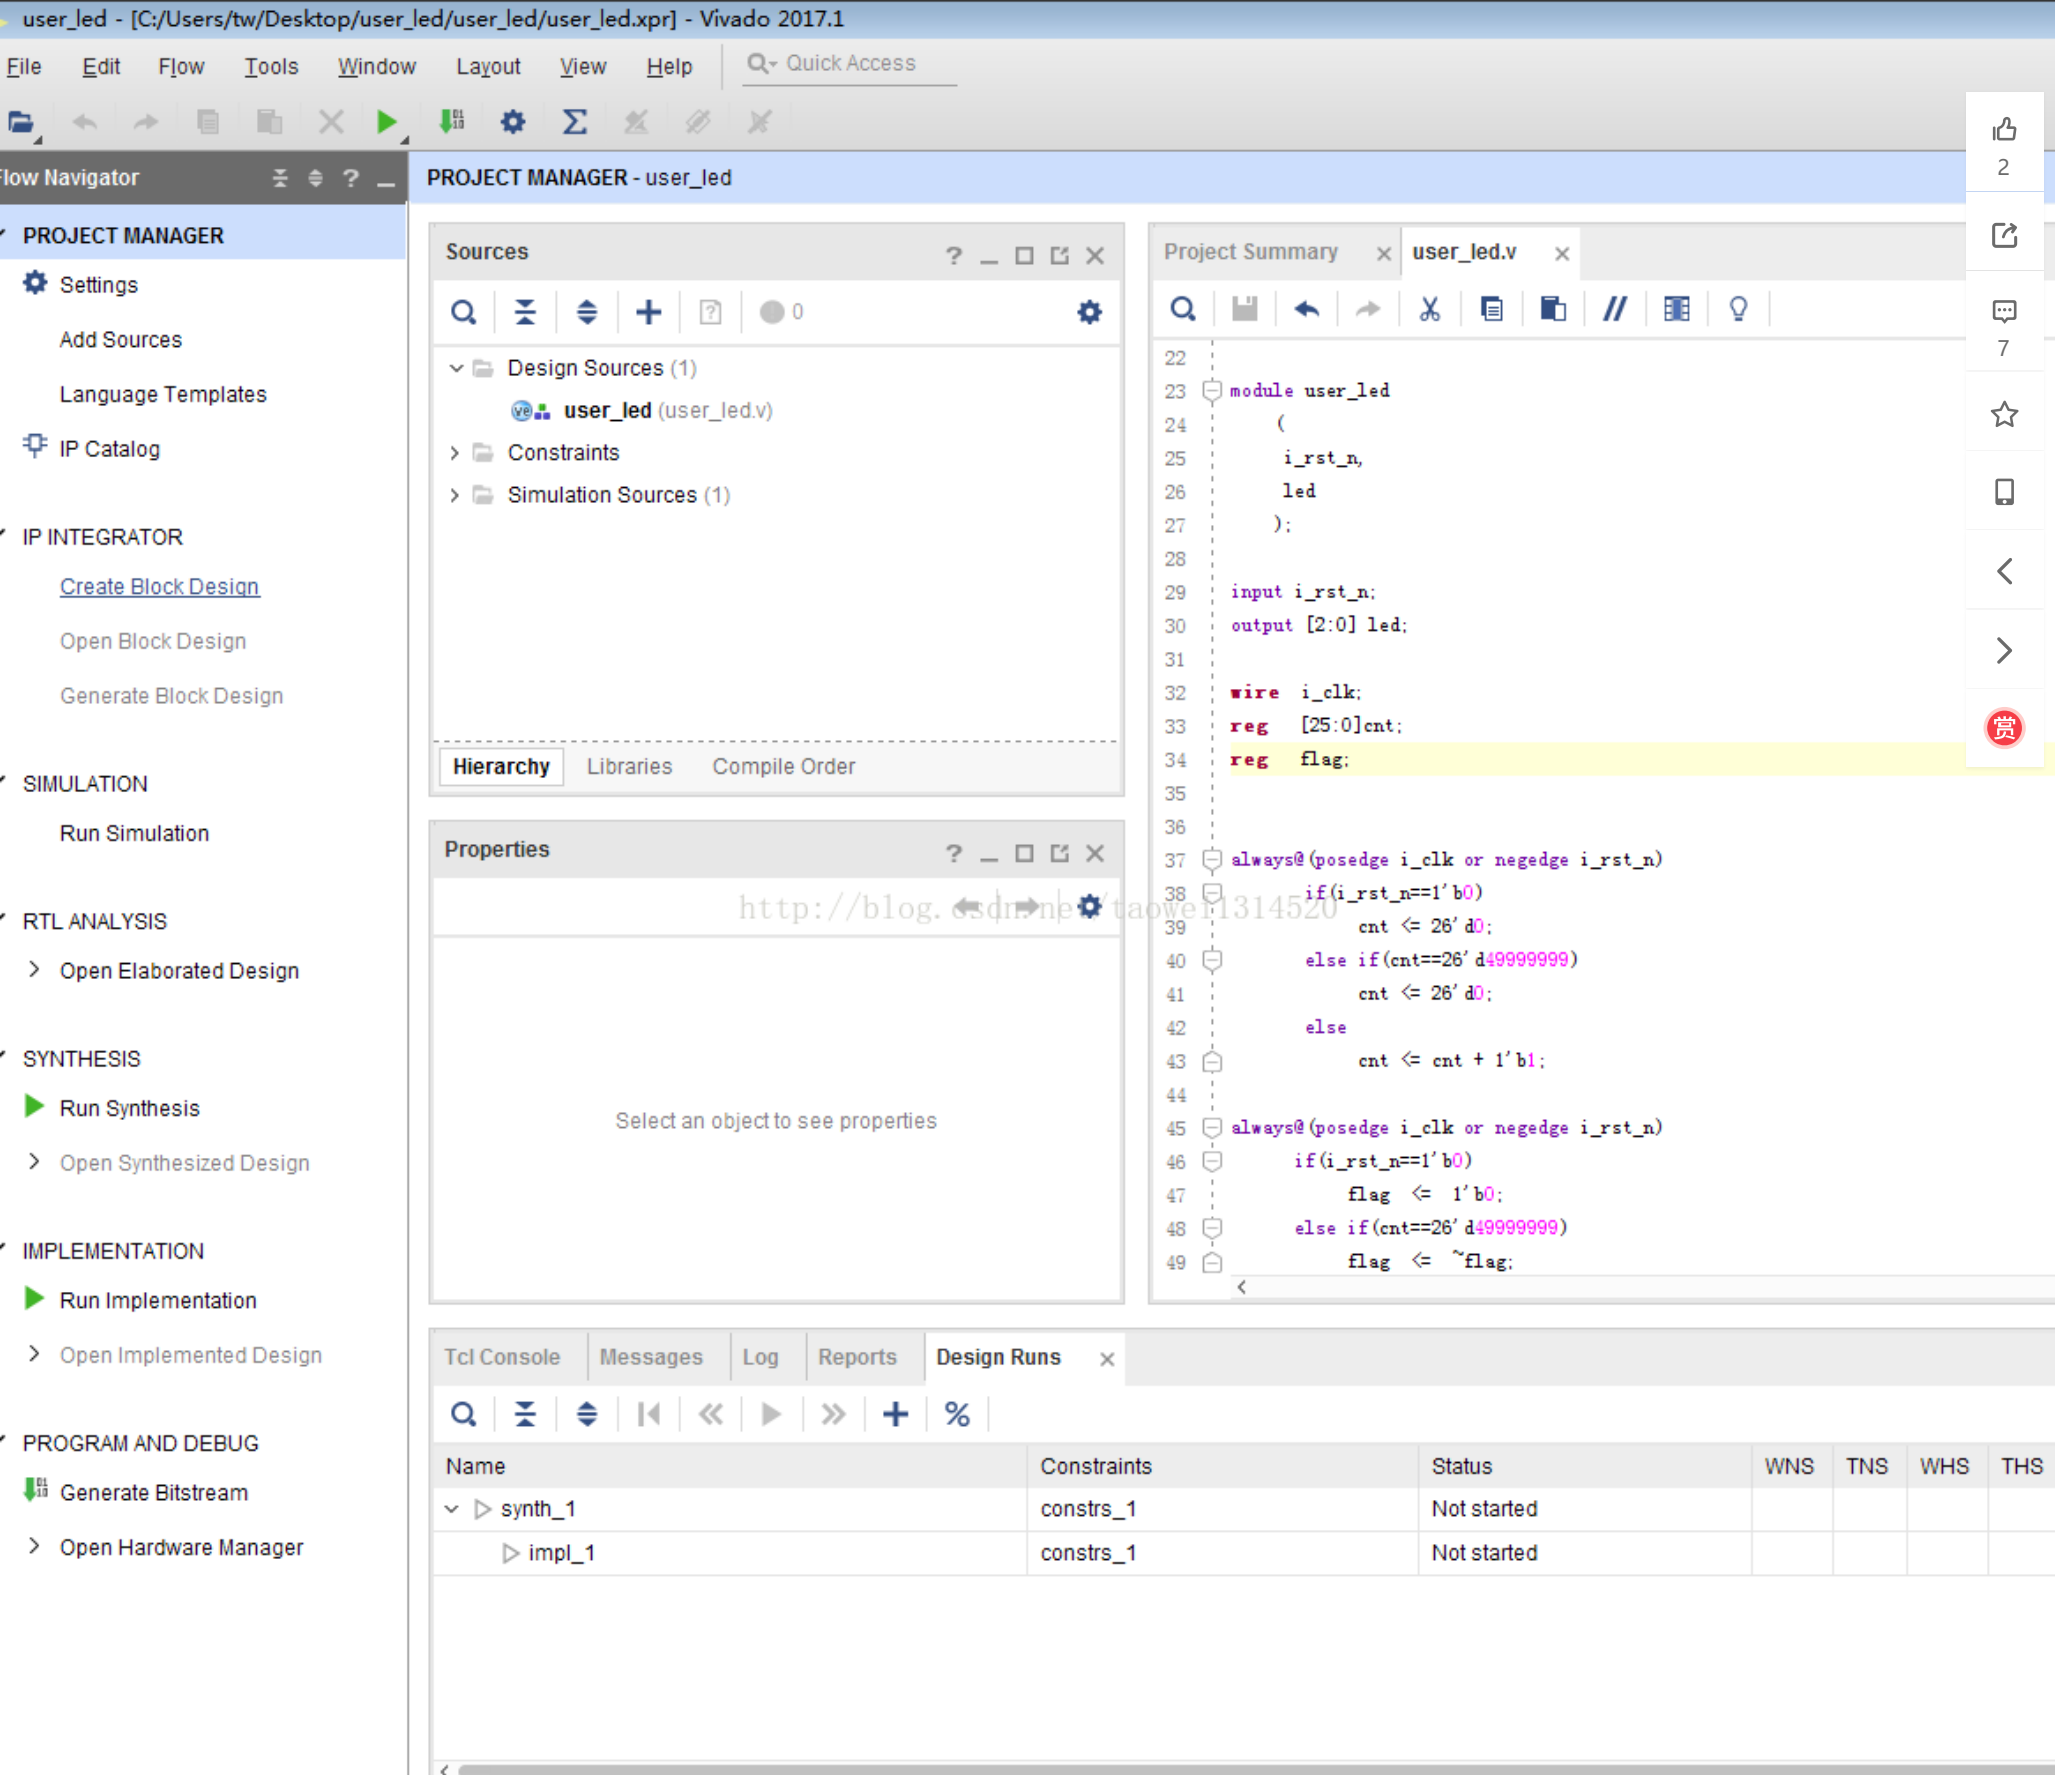 user_led - [C:/Users/tw/Desktop/user_led/user_led/user_led.xpr] - Vivado 2017.1
File Edit Flow Tools Window Layout View Help Quick Access
Flow Navigator
PROJECT MANAGER
Settings
Add Sources
Language Templates
IP Catalog
IP INTEGRATOR
Create Block Design
Open Block Design
Generate Block Design
SIMULATION
Run Simulation
RTL ANALYSIS
Open Elaborated Design
SYNTHESIS
Run Synthesis
Open Synthesized Design
IMPLEMENTATION
Run Implementation
Open Implemented Design
PROGRAM AND DEBUG
Generate Bitstream
Open Hardware Manager
PROJECT MANAGER - user_led
Sources
0
Design Sources (1)
user_led (user_led.v)
Constraints
Simulation Sources (1)
Hierarchy Libraries Compile Order
Properties
http://blog.csdn.net/taowei1314520
Select an object to see properties
Project Summary user_led.v
22
23 module user_led
24 (
25 i_rst_n,
26 led
27 );
28
29 input i_rst_n;
30 output [2:0] led;
31
32 wire i_clk;
33 reg [25:0]cnt;
34 reg flag;
35
36
37 always@(posedge i_clk or negedge i_rst_n)
38 if(i_rst_n==1'b0)
39 cnt <= 26'd0;
40 else if(cnt==26'd49999999)
41 cnt <= 26'd0;
42 else
43 cnt <= cnt + 1'b1;
44
45 always@(posedge i_clk or negedge i_rst_n)
46 if(i_rst_n==1'b0)
47 flag <= 1'b0;
48 else if(cnt==26'd49999999)
49 flag <= ~flag;
2
7
赏
Tcl Console Messages Log Reports Design Runs
Name Constraints Status WNS TNS WHS THS
synth_1 constrs_1 Not started
impl_1 constrs_1 Not started